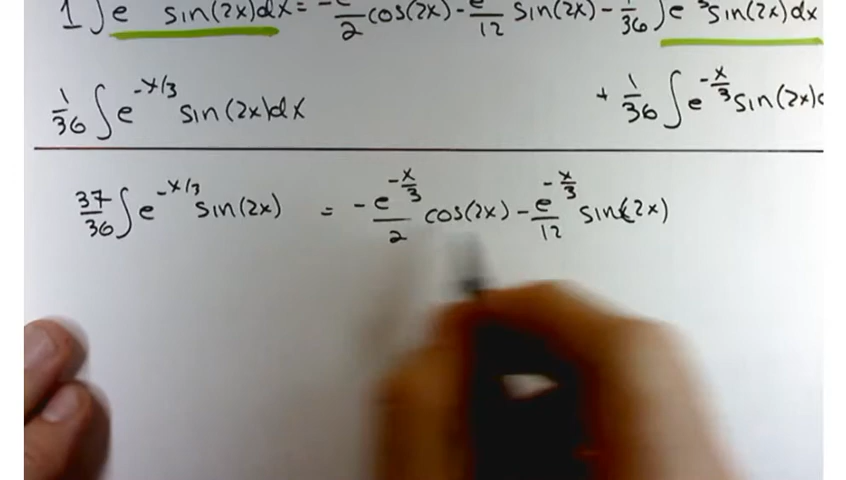 1 ∫ e sin(2x)dx = -e/2 cos(2x) - e/12 sin(2x) - 1/36 ∫ e sin(2x)dx
1/36 ∫ e^(-x/3) sin(2x)dx + 1/36 ∫ e^(-x/3) sin(2x)
37/36 ∫ e^(-x/3) sin(2x) = -e^(-x/3)/2 cos(2x) - e^(-x/3)/12 sin(2x)